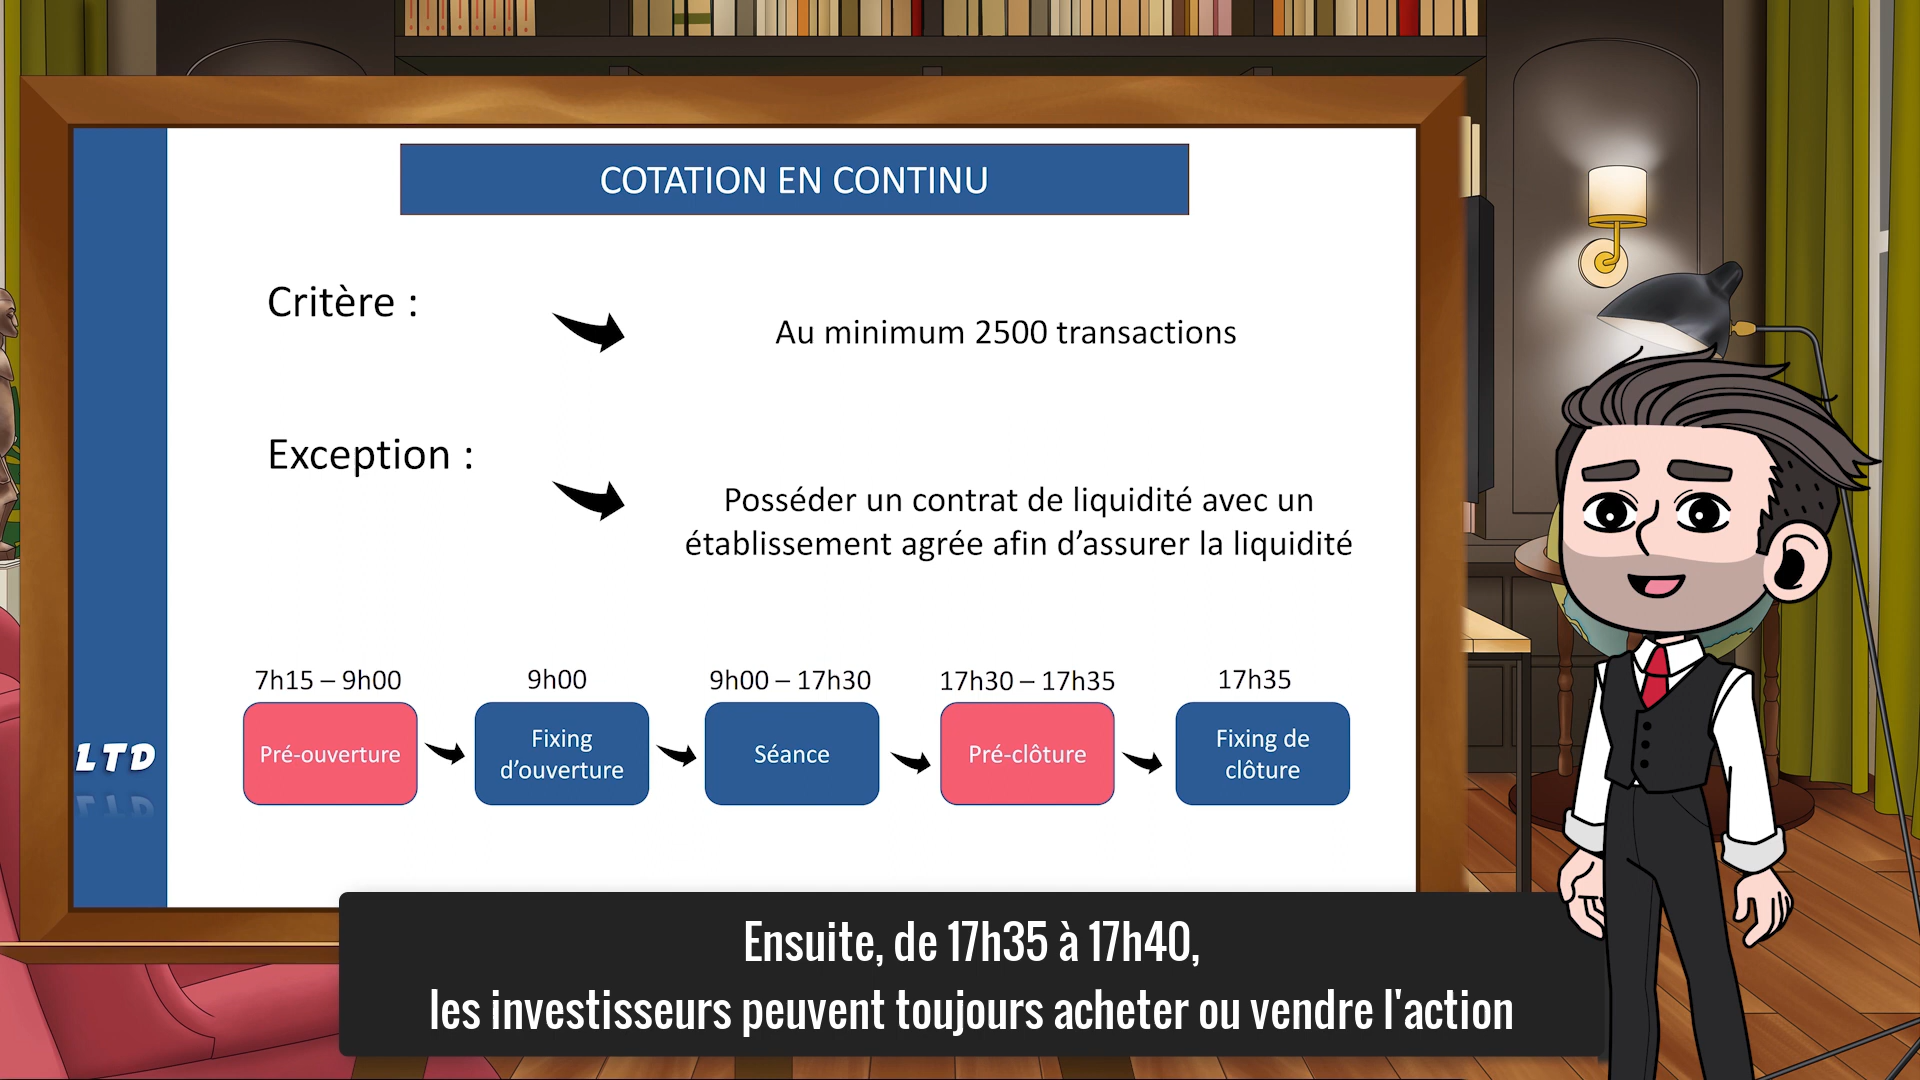 COTATION EN CONTINU
Critère :
Au minimum 2500 transactions
Exception :
Posséder un contrat de liquidité avec un
établissement agrée afin d’assurer la liquidité
7h15 – 9h00
Pré-ouverture
9h00
Fixing
d’ouverture
9h00 – 17h30
Séance
17h30 – 17h35
Pré-clôture
17h35
Fixing de
clôture
LTD
Ensuite, de 17h35 à 17h40,
les investisseurs peuvent toujours acheter ou vendre l'action